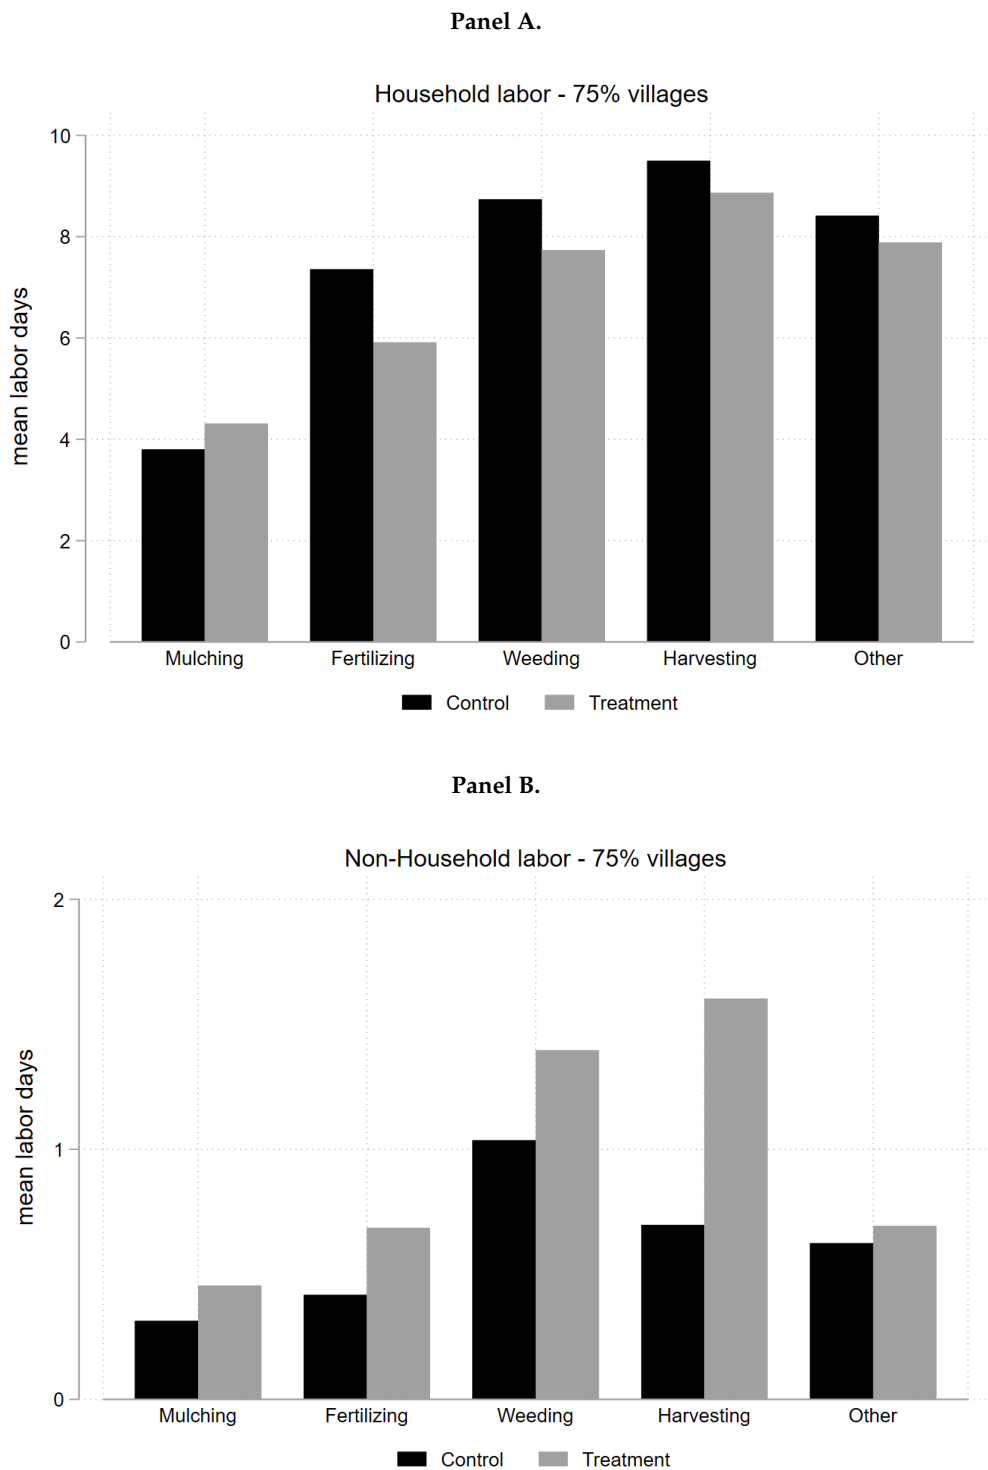 Panel A.
Household labor - 75% villages
10
8
6
4
2
0
mean labor days
Mulching Fertilizing Weeding Harvesting Other
Control Treatment
Panel B.
Non-Household labor - 75% villages
2
1
0
mean labor days
Mulching Fertilizing Weeding Harvesting Other
Control Treatment